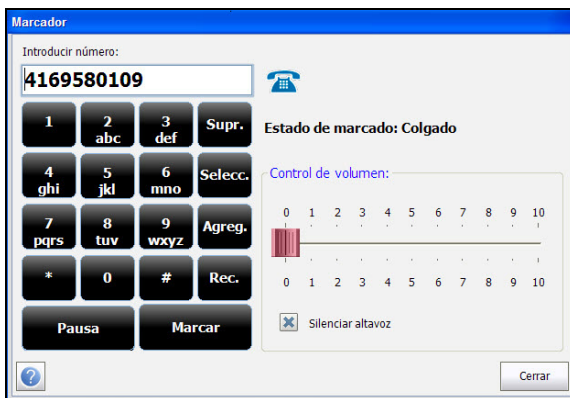 Marcador
Introducir número:
4169580109
1 2 3 Supr.
abc def
Estado de marcado: Colgado
4 5 6 Selecc.
ghi jkl mno
7 8 9 Agreg.
pqrs tuv wxyz
* 0 # Rec.
Pausa Marcar
Control de volumen:
0 1 2 3 4 5 6 7 8 9 10
0 1 2 3 4 5 6 7 8 9 10
Silenciar altavoz
?
Cerrar